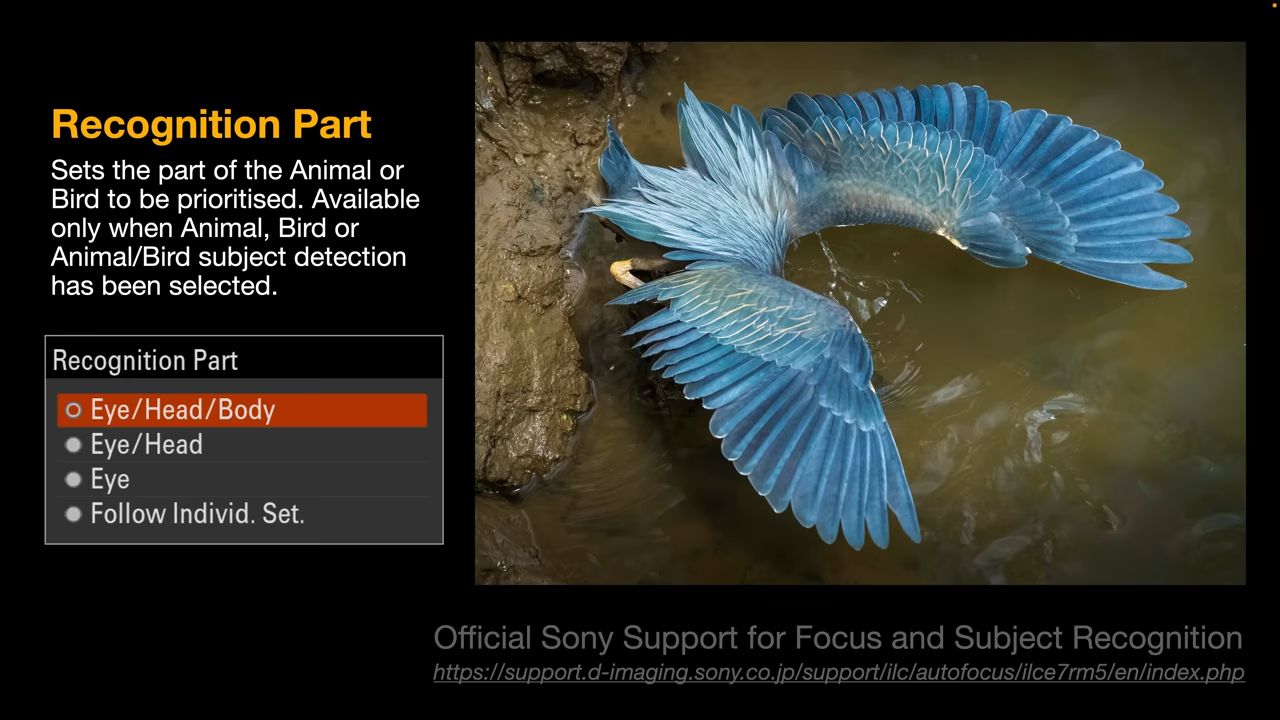 Recognition Part
Sets the part of the Animal or
Bird to be prioritised. Available
only when Animal, Bird or
Animal/Bird subject detection
has been selected.
Recognition Part
Eye/Head/Body
Eye/Head
Eye
Follow Individ. Set.
Official Sony Support for Focus and Subject Recognition
https://support.d-imaging.sony.co.jp/support/ilc/autofocus/ilce7rm5/en/index.php